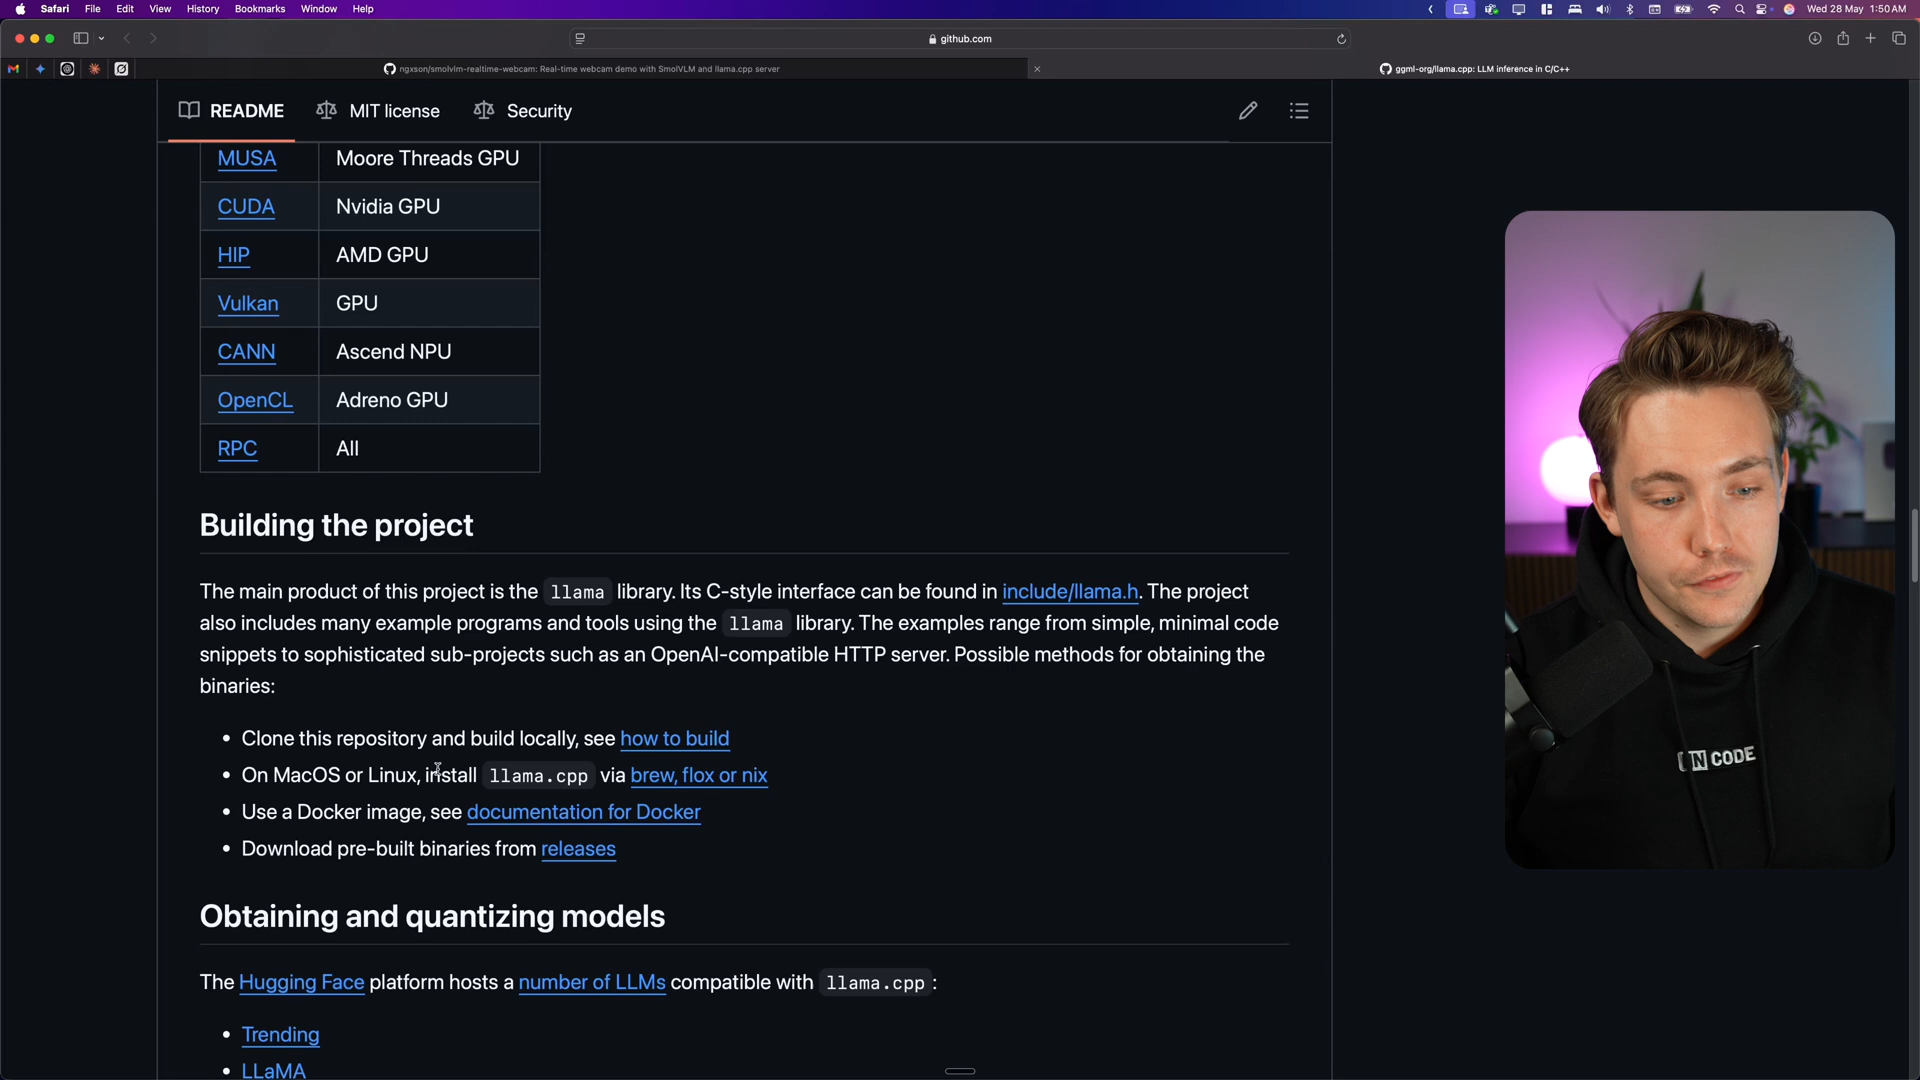 Safari File Edit View History Bookmarks Window Help
Wed 28 May 1:50 AM
github.com
ngxson/smolvlm-realtime-webcam: Real-time webcam demo with SmolVLM and llama.cpp server
ggml-org/llama.cpp: LLM inference in C/C++
README MIT license Security
MUSA Moore Threads GPU
CUDA Nvidia GPU
HIP AMD GPU
Vulkan GPU
CANN Ascend NPU
OpenCL Adreno GPU
RPC All
Building the project
The main product of this project is the llama library. Its C-style interface can be found in include/llama.h. The project
also includes many example programs and tools using the llama library. The examples range from simple, minimal code
snippets to sophisticated sub-projects such as an OpenAI-compatible HTTP server. Possible methods for obtaining the
binaries:
• Clone this repository and build locally, see how to build
• On MacOS or Linux, install llama.cpp via brew, flox or nix
• Use a Docker image, see documentation for Docker
• Download pre-built binaries from releases
Obtaining and quantizing models
The Hugging Face platform hosts a number of LLMs compatible with llama.cpp:
• Trending
• LLaMA
CODE